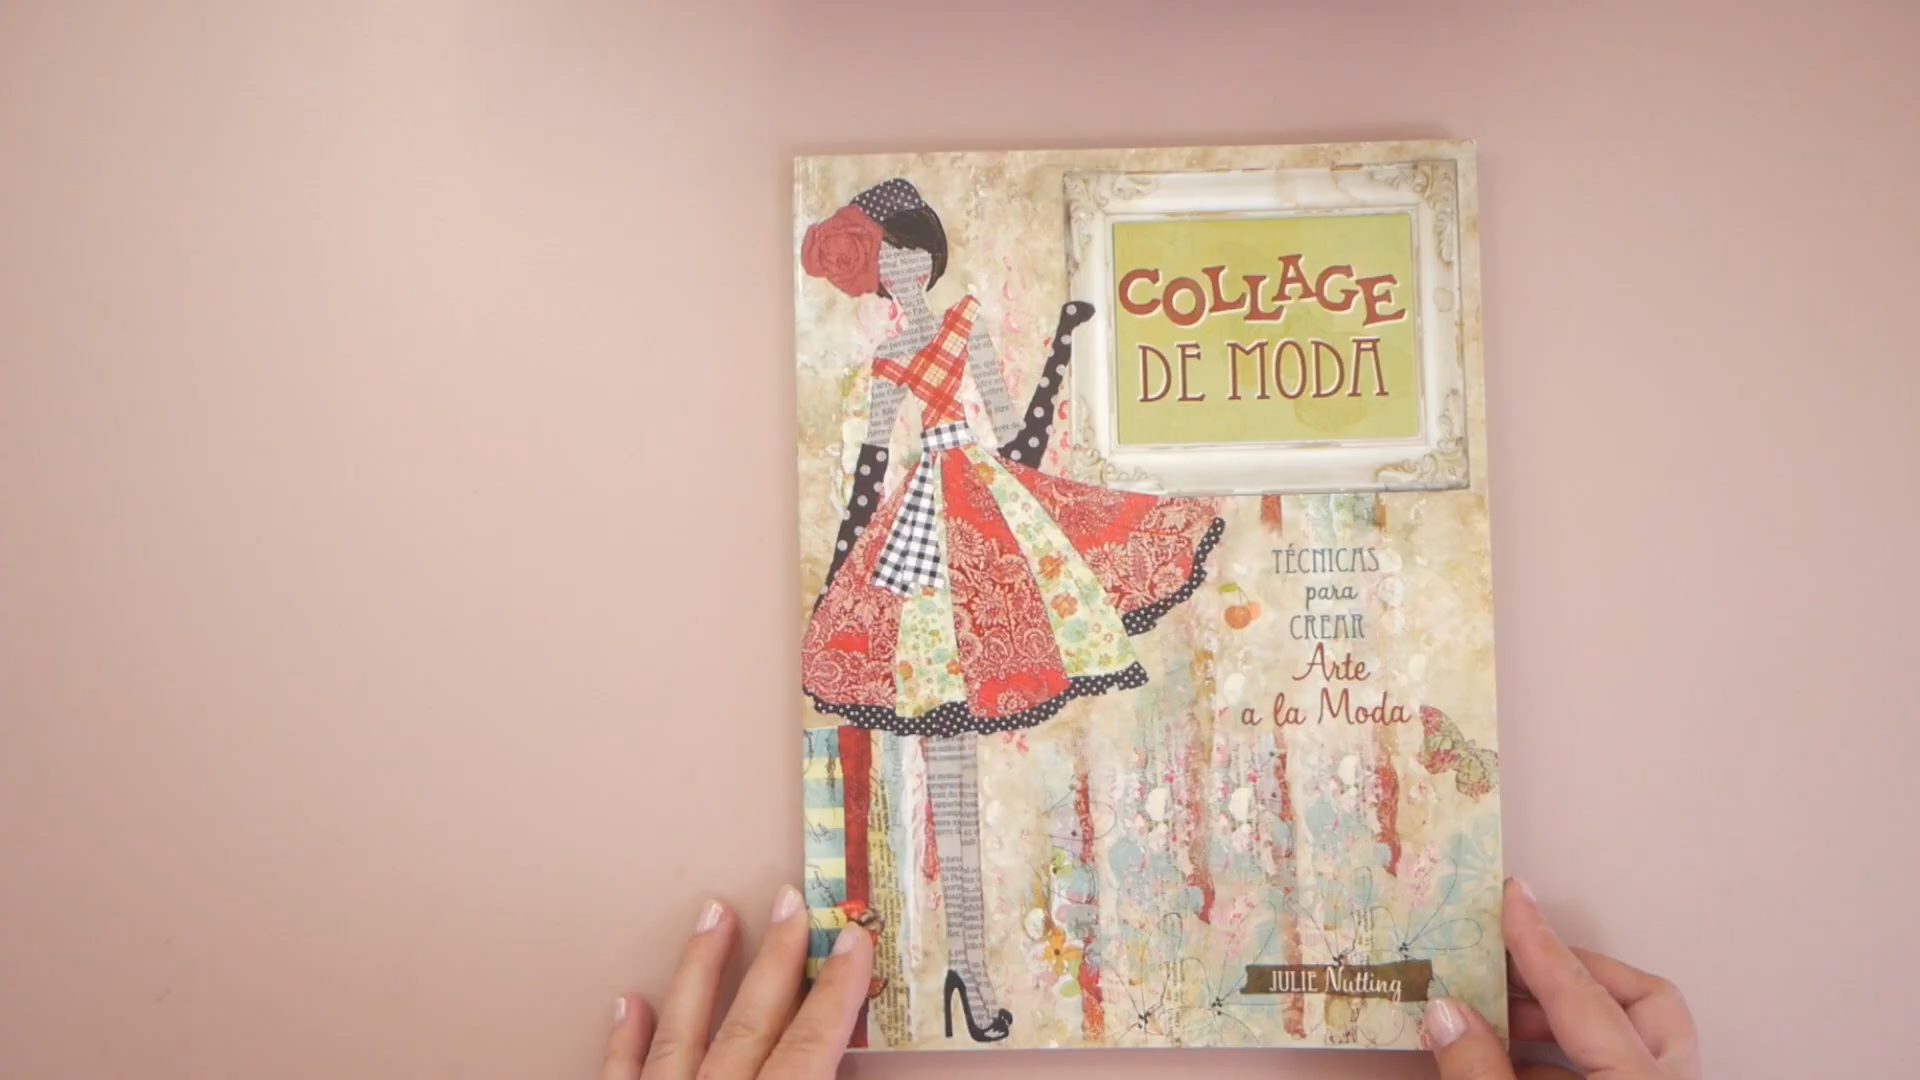 COLLAGE
DE MODA
TÉCNICAS
para
CREAR
Arte
a la Moda
JULIE Nutting